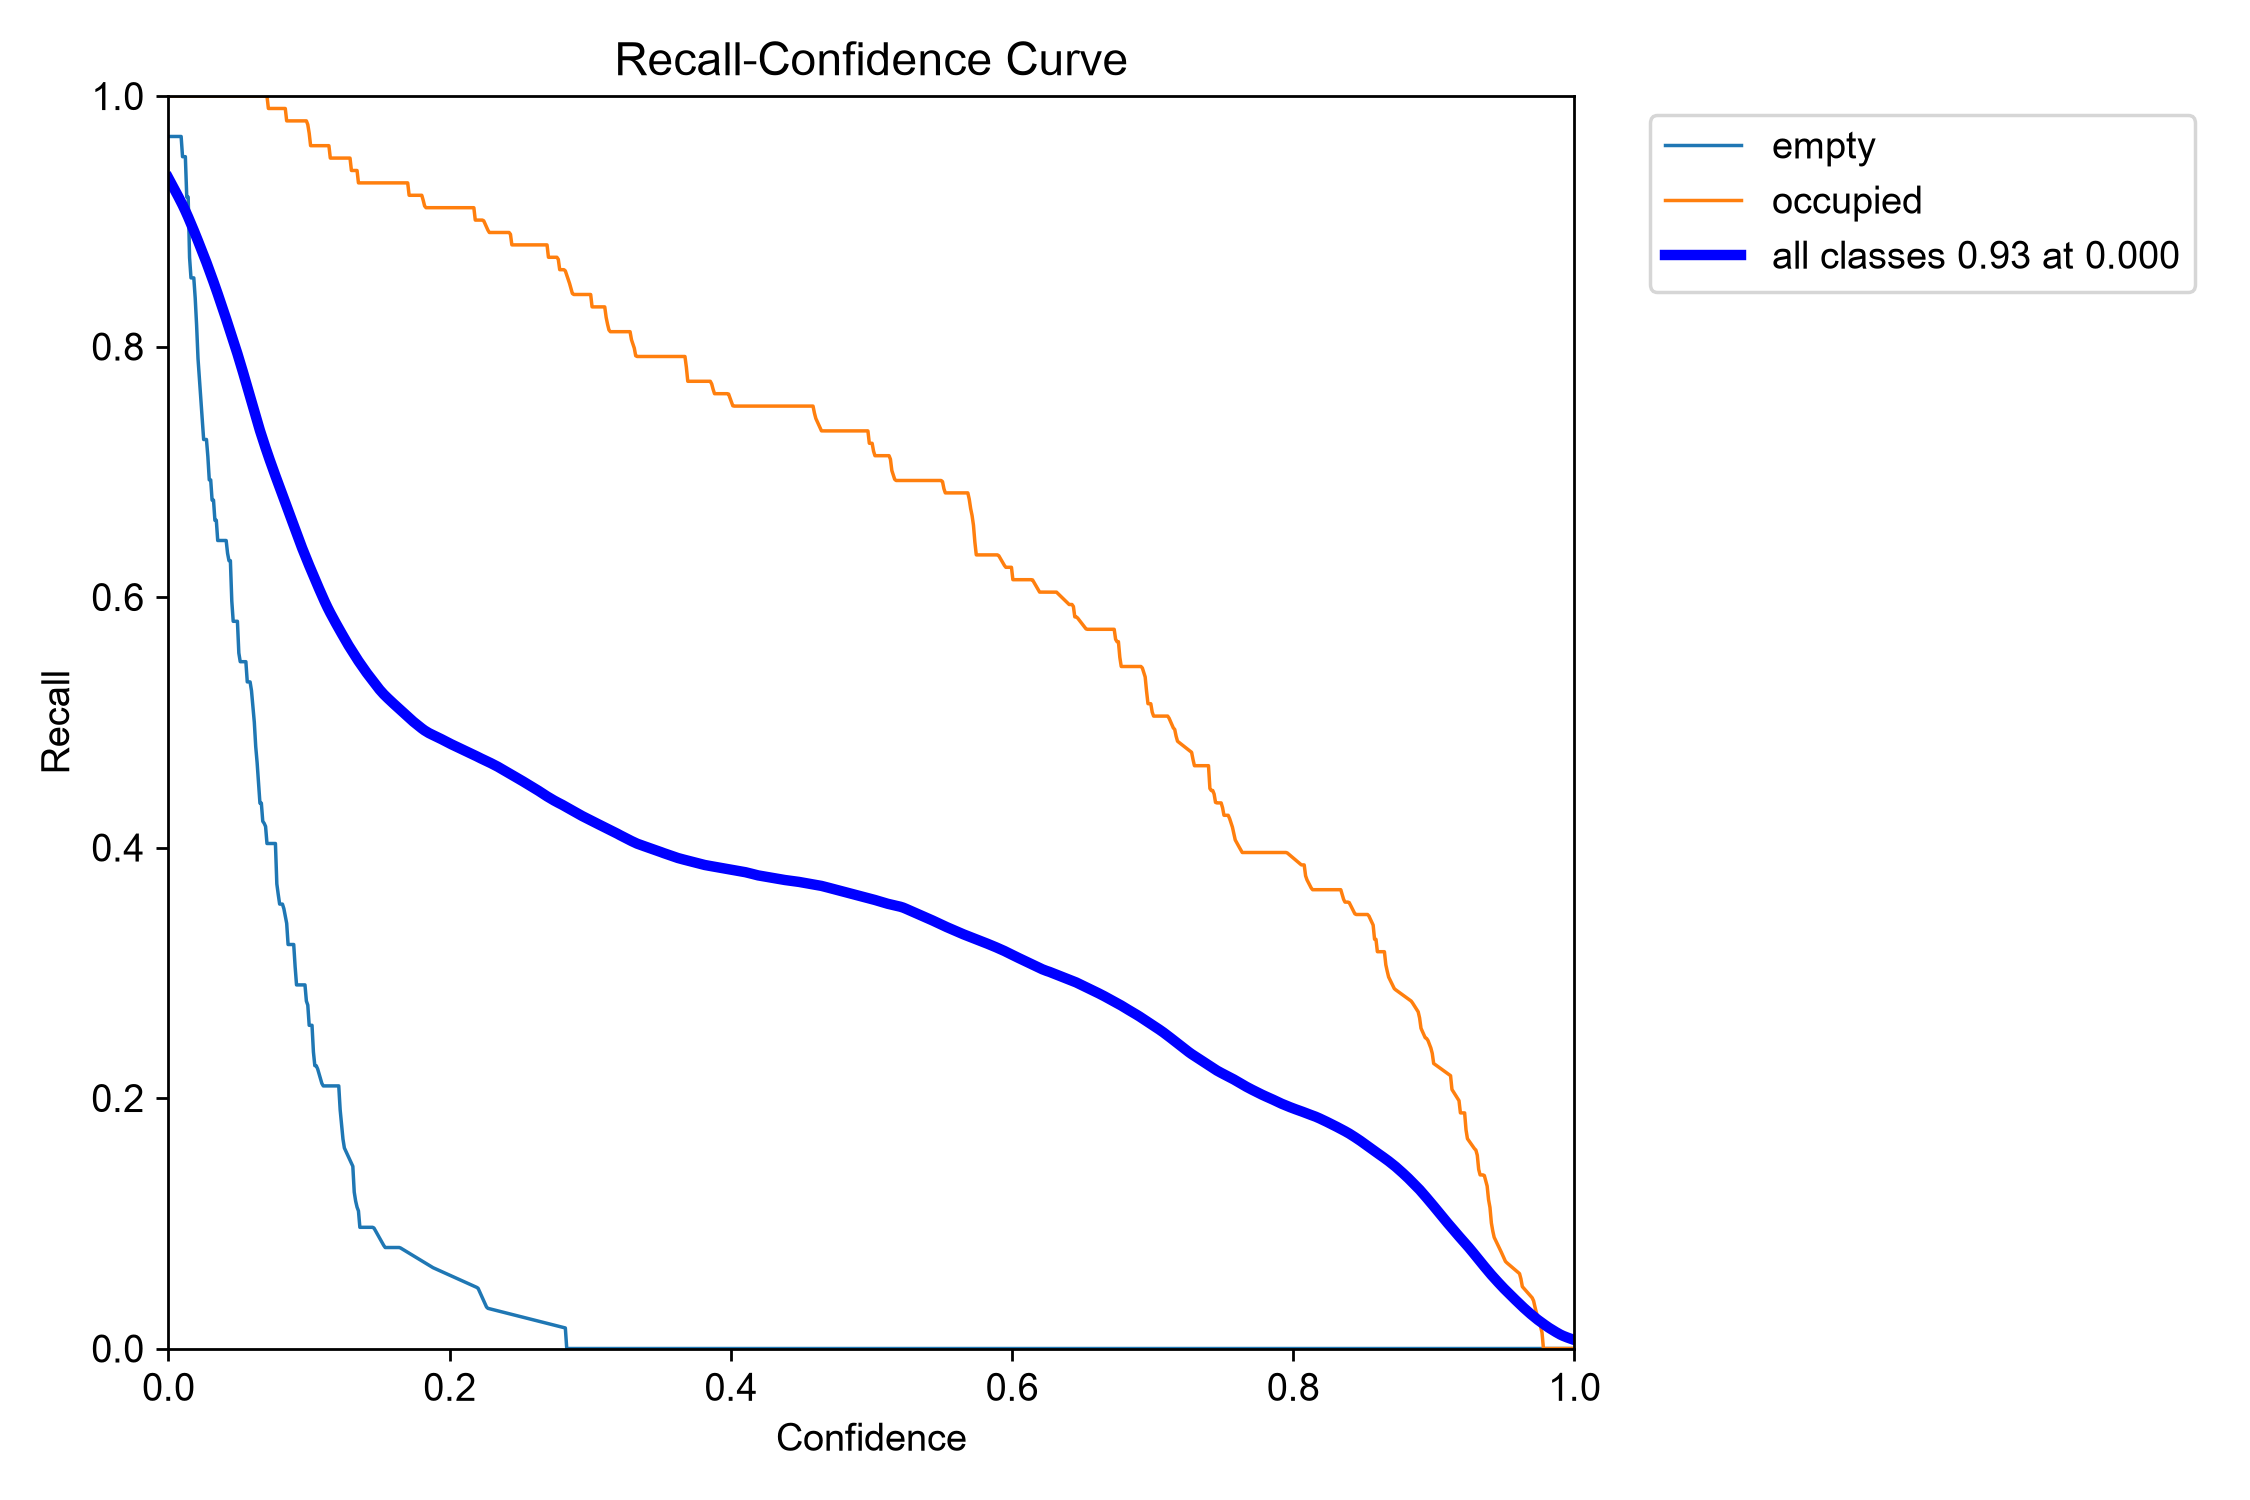 Recall-Confidence Curve
1.0
0.8
0.6
0.4
0.2
0.0
Recall
0.0 0.2 0.4 0.6 0.8 1.0
Confidence
empty
occupied
all classes 0.93 at 0.000